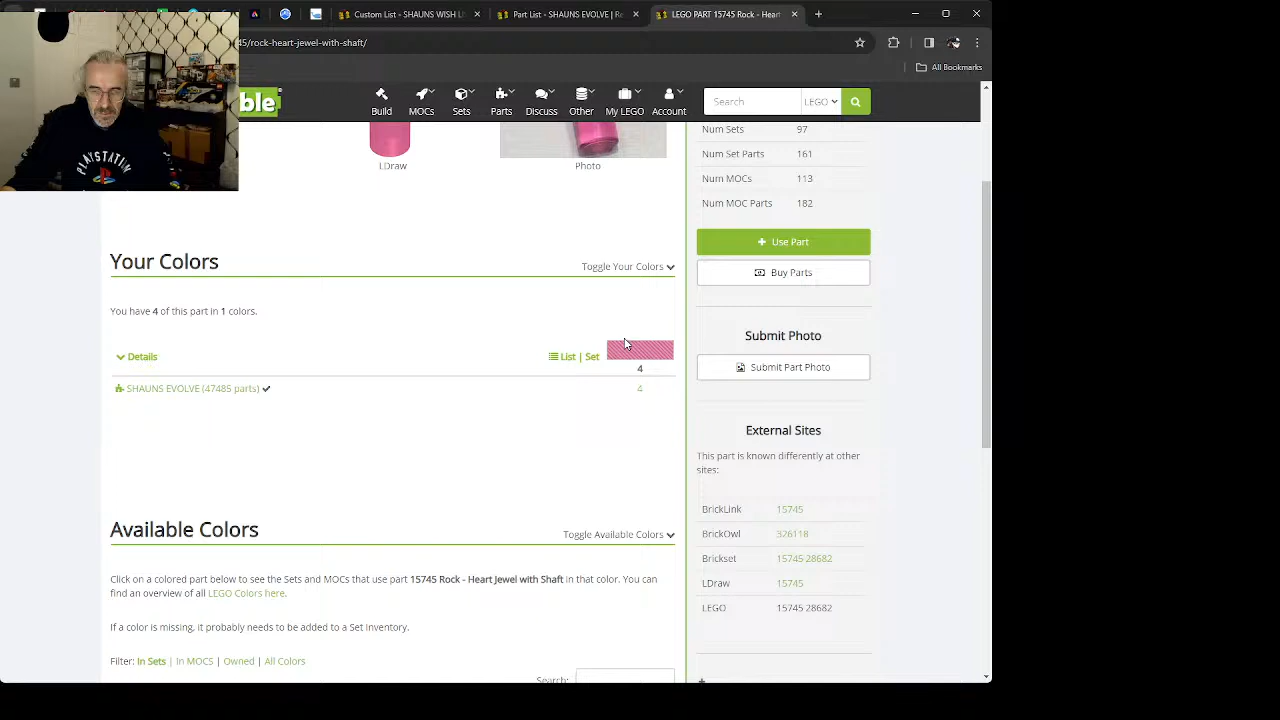 Custom List - SHAUNS WISH L
Part List - SHAUNS EVOLVE | Re
LEGO PART 15745 Rock - Heart
45/rock-heart-jewel-with-shaft/
All Bookmarks
ble
Build
MOCs
Sets
Parts
Discuss
Other
My LEGO
Account
Search
LEGO
PLAYSTATION
LDraw
Photo
Num Sets 97
Num Set Parts 161
Num MOCs 113
Num MOC Parts 182
Use Part
Buy Parts
Your Colors
Toggle Your Colors
You have 4 of this part in 1 colors.
Details
List | Set
4
SHAUNS EVOLVE (47485 parts)
4
Submit Photo
Submit Part Photo
External Sites
This part is known differently at other
sites:
BrickLink 15745
BrickOwl 326118
Brickset 15745 28682
LDraw 15745
LEGO 15745 28682
Available Colors
Toggle Available Colors
Click on a colored part below to see the Sets and MOCs that use part 15745 Rock - Heart Jewel with Shaft in that color. You can
find an overview of all LEGO Colors here.
If a color is missing, it probably needs to be added to a Set Inventory.
Filter: In Sets | In MOCS | Owned | All Colors
Search: